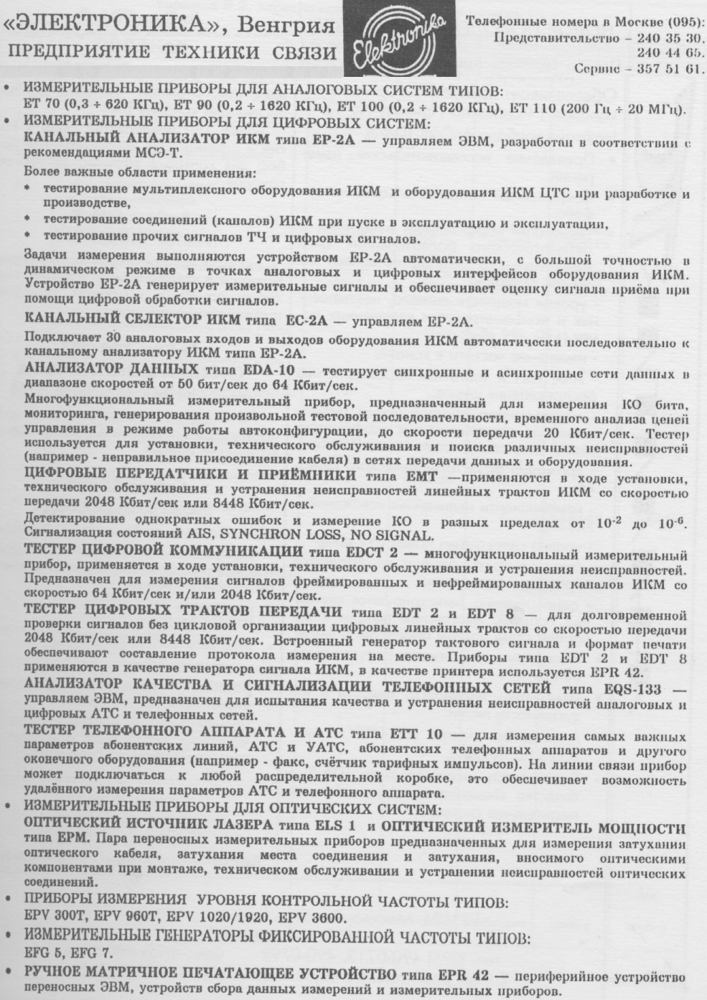 «ЭЛЕКТРОНИКА», Венгрия
ПРЕДПРИЯТИЕ ТЕХНИКИ СВЯЗИ
Elektronika
Телефонные номера в Москве (095):
Представительство – 240 35 30,
240 44 65.
Сервис – 357 51 61.
• ИЗМЕРИТЕЛЬНЫЕ ПРИБОРЫ ДЛЯ АНАЛОГОВЫХ СИСТЕМ ТИПОВ:
ET 70 (0,3 ÷ 620 КГц), ET 90 (0,2 ÷ 1620 КГц), ET 100 (0,2 ÷ 1620 КГц), ET 110 (200 Гц ÷ 20 МГц).
• ИЗМЕРИТЕЛЬНЫЕ ПРИБОРЫ ДЛЯ ЦИФРОВЫХ СИСТЕМ:
КАНАЛЬНЫЙ АНАЛИЗАТОР ИКМ типа EP-2A — управляем ЭВМ, разработан в соответствии с
рекомендациями МСЭ-Т.
Более важные области применения:
* тестирование мультиплексного оборудования ИКМ и оборудования ИКМ ЦТС при разработке и
производстве,
* тестирование соединений (каналов) ИКМ при пуске в эксплуатацию и эксплуатации,
* тестирование прочих сигналов ТЧ и цифровых сигналов.
Задачи измерения выполняются устройством EP-2A автоматически, с большой точностью в
динамическом режиме в точках аналоговых и цифровых интерфейсов оборудования ИКМ.
Устройство EP-2A генерирует измерительные сигналы и обеспечивает оценку сигнала приёма при
помощи цифровой обработки сигналов.
КАНАЛЬНЫЙ СЕЛЕКТОР ИКМ типа EC-2A — управляем EP-2A.
Подключает 30 аналоговых входов и выходов оборудования ИКМ автоматически последовательно к
канальному анализатору ИКМ типа EP-2A.
АНАЛИЗАТОР ДАННЫХ типа EDA-10 — тестирует синхронные и асинхронные сети данных в
диапазоне скоростей от 50 бит/сек до 64 Кбит/сек.
Многофункциональный измерительный прибор, предназначенный для измерения КО бита,
мониторинга, генерирования произвольной тестовой последовательности, временного анализа цепей
управления в режиме работы автоконфигурации, до скорости передачи 20 Кбит/сек. Тестер
используется для установки, технического обслуживания и поиска различных неисправностей
(например - неправильное присоединение кабеля) в сетях передачи данных и оборудования.
ЦИФРОВЫЕ ПЕРЕДАТЧИКИ И ПРИЁМНИКИ типа EMT —применяются в ходе установки,
технического обслуживания и устранения неисправностей линейных трактов ИКМ со скоростью
передачи 2048 Кбит/сек или 8448 Кбит/сек.
Детектирование однократных ошибок и измерение КО в разных пределах от 10⁻² до 10⁻⁶.
Сигнализация состояний AIS, SYNCHRON LOSS, NO SIGNAL.
ТЕСТЕР ЦИФРОВОЙ КОММУНИКАЦИИ типа EDCT 2 — многофункциональный измерительный
прибор, применяется в ходе установки, технического обслуживания и устранения неисправностей.
Предназначен для измерения сигналов фреймированных и нефреймированных каналов ИКМ со
скоростью 64 Кбит/сек и/или 2048 Кбит/сек.
ТЕСТЕР ЦИФРОВЫХ ТРАКТОВ ПЕРЕДАЧИ типа EDT 2 и EDT 8 — для долговременной
проверки сигналов без цикловой организации цифровых линейных трактов со скоростью передачи
2048 Кбит/сек или 8448 Кбит/сек. Встроенный генератор тактового сигнала и формат печати
обеспечивают составление протокола измерения на месте. Приборы типа EDT 2 и EDT 8
применяются в качестве генератора сигнала ИКМ, в качестве принтера используется EPR 42.
АНАЛИЗАТОР КАЧЕСТВА И СИГНАЛИЗАЦИИ ТЕЛЕФОННЫХ СЕТЕЙ типа EQS-133 —
управляем ЭВМ, предназначен для испытания качества и устранения неисправностей аналоговых и
цифровых АТС и телефонных сетей.
ТЕСТЕР ТЕЛЕФОННОГО АППАРАТА И АТС типа ETT 10 — для измерения самых важных
параметров абонентских линий, АТС и УАТС, абонентских телефонных аппаратов и другого
оконечного оборудования (например - факс, счётчик тарифных импульсов). На линии связи прибор
может подключаться к любой распределительной коробке, это обеспечивает возможность
удалённого измерения параметров АТС и телефонного аппарата.
• ИЗМЕРИТЕЛЬНЫЕ ПРИБОРЫ ДЛЯ ОПТИЧЕСКИХ СИСТЕМ:
ОПТИЧЕСКИЙ ИСТОЧНИК ЛАЗЕРА типа ELS 1 и ОПТИЧЕСКИЙ ИЗМЕРИТЕЛЬ МОЩНОСТИ
типа EPM. Пара переносных измерительных приборов предназначенных для измерения затухания
оптического кабеля, затухания места соединения и затухания, вносимого оптическими
компонентами при монтаже, техническом обслуживании и устранении неисправностей оптических
соединений.
• ПРИБОРЫ ИЗМЕРЕНИЯ УРОВНЯ КОНТРОЛЬНОЙ ЧАСТОТЫ ТИПОВ:
EPV 300T, EPV 960T, EPV 1020/1920, EPV 3600.
• ИЗМЕРИТЕЛЬНЫЕ ГЕНЕРАТОРЫ ФИКСИРОВАННОЙ ЧАСТОТЫ ТИПОВ:
EFG 5, EFG 7.
• РУЧНОЕ МАТРИЧНОЕ ПЕЧАТАЮЩЕЕ УСТРОЙСТВО типа EPR 42 — периферийное устройство
переносных ЭВМ, устройств сбора данных измерений и измерительных приборов.